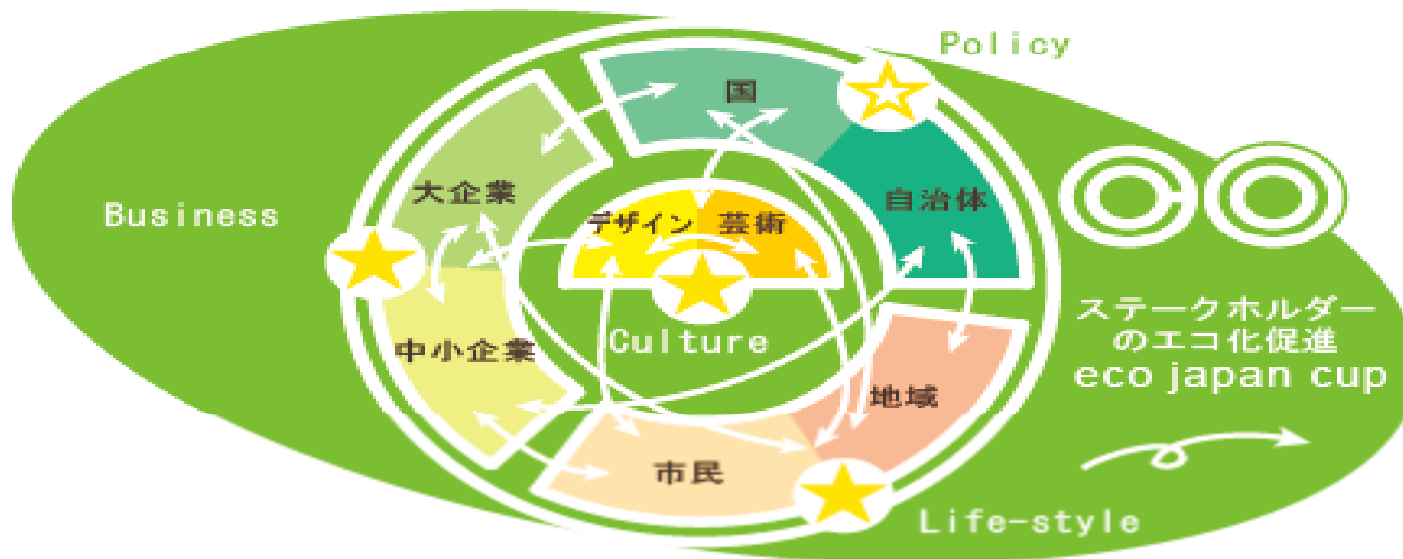 Policy
国
大企業
自治体
デザイン 芸術
Business
中小企業
Culture
ステークホルダー
のエコ化促進
eco japan cup
地域
市民
Life-style